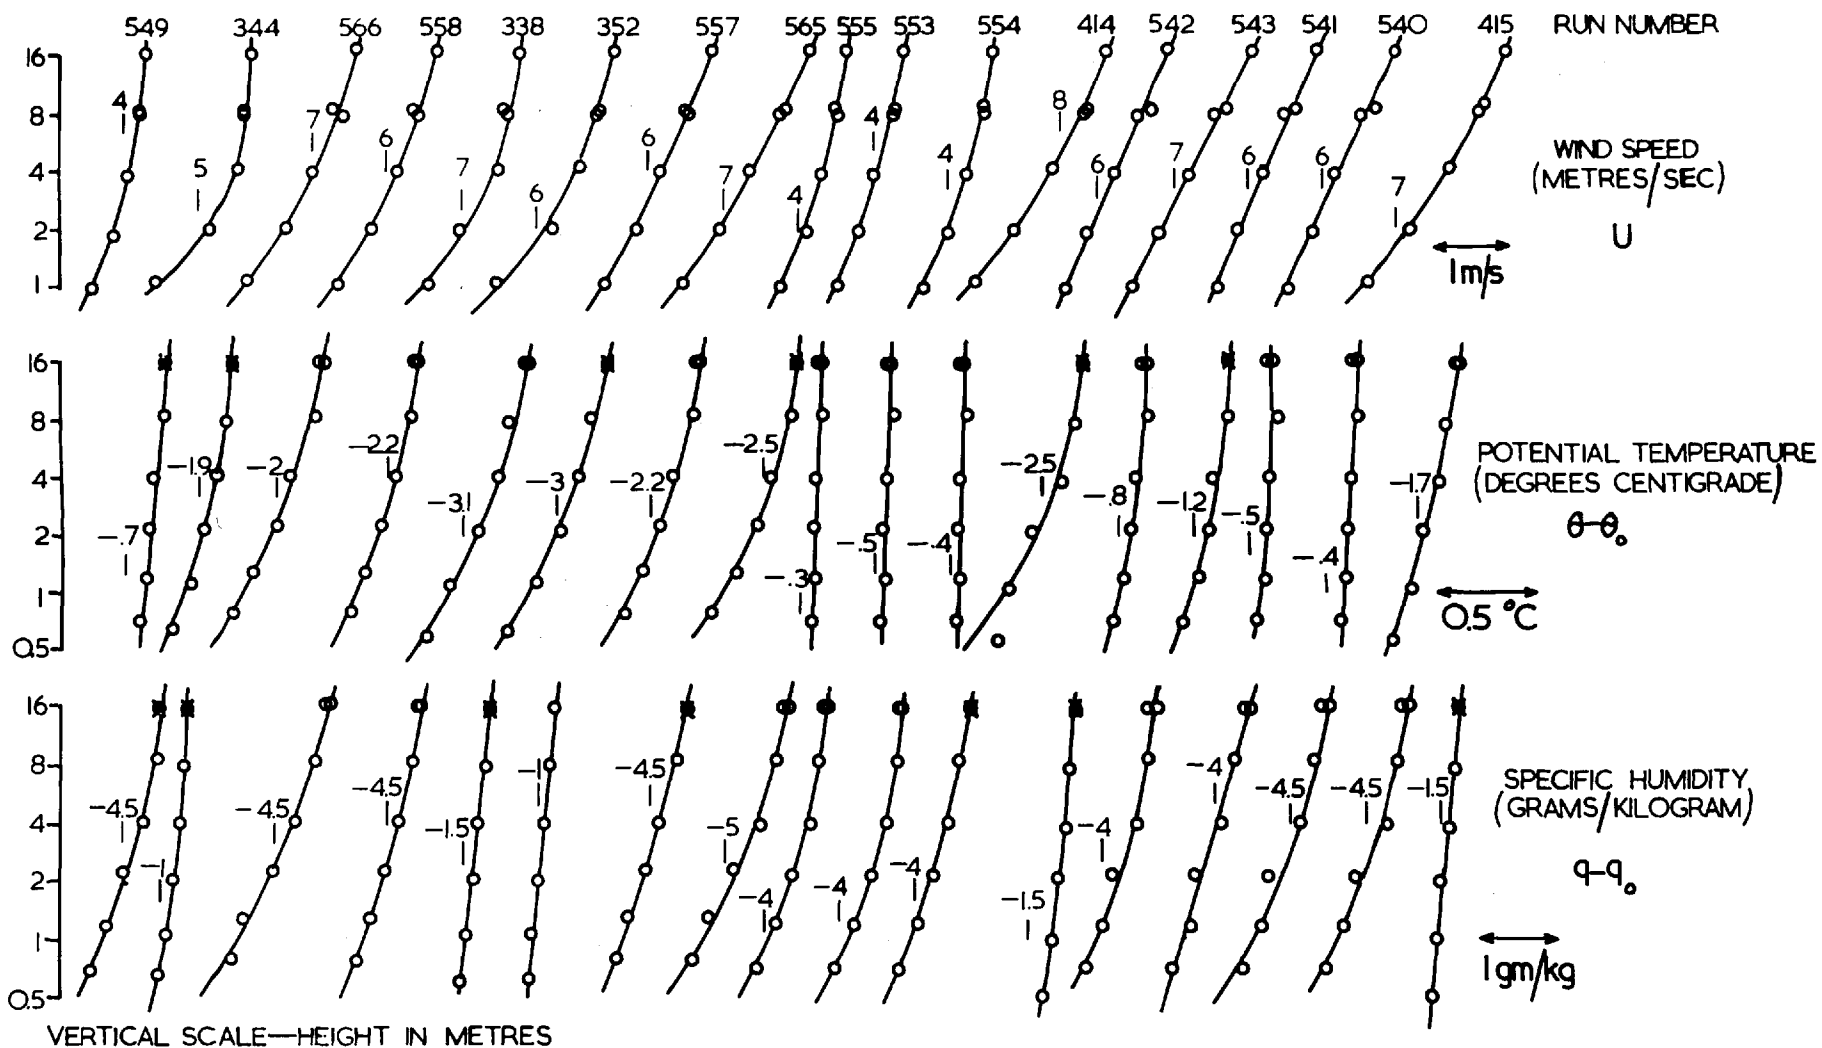 549 344 566 558 338 352 557 565 555 553 554 414 542 543 541 540 415 RUN NUMBER
16
8
4
2
1
4 5 7 6 7 6 6 7 4 4 4 8 6 7 6 6 7
WIND SPEED
(METRES/SEC)
U
1m/s
16
8
4
2
1
0.5
-.7 -1.9 -2 -2.2 -3.1 -3 -2.2 -2.5 -.3 -.5 -.4 -2.5 -.8 -1.2 -.5 -.4 -1.7
POTENTIAL TEMPERATURE
(DEGREES CENTIGRADE)
θ-θ₀
0.5 °C
16
8
4
2
1
0.5
-4.5 -1 -4.5 -4.5 -1.5 -1 -4.5 -5 -4 -4 -4 -1.5 -4 -4 -4.5 -4.5 -1.5
SPECIFIC HUMIDITY
(GRAMS/KILOGRAM)
q-q₀
1gm/kg
VERTICAL SCALE—HEIGHT IN METRES